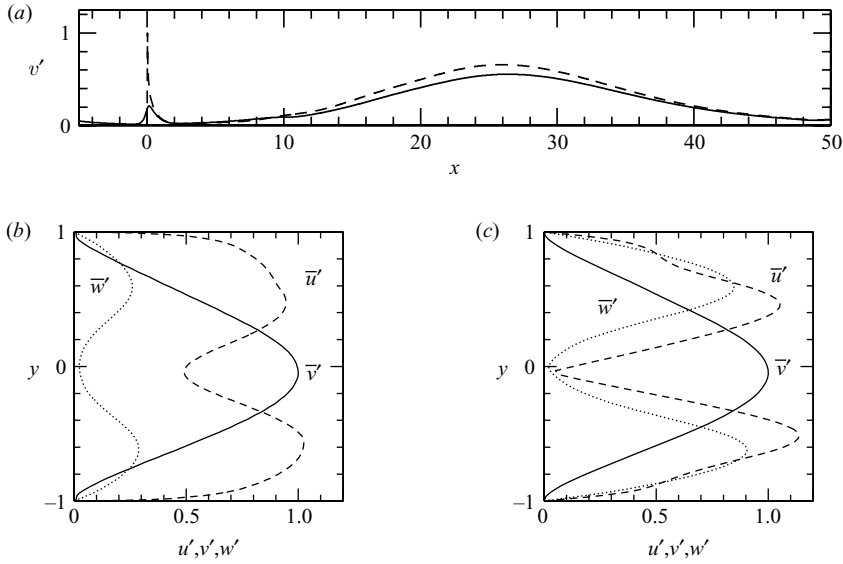 (a)
1
v′
0
0 10 20 30 40 50
x
(b) (c)
1 1
w̅′ u̅′ w̅′ u̅′
y 0 y 0
v̅′ v̅′
−1 −1
0 0.5 1.0 0 0.5 1.0
u′,v′,w′ u′,v′,w′